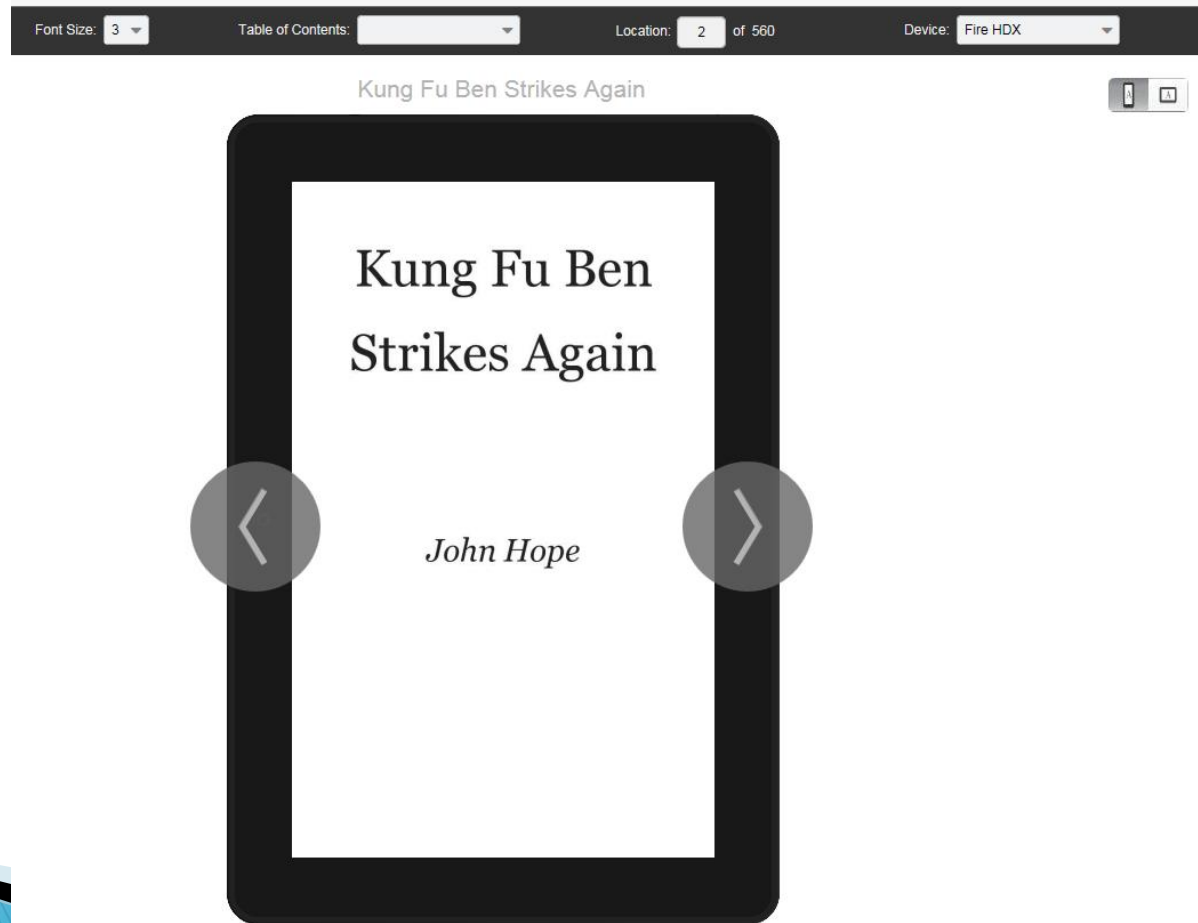 Font Size: 3 Table of Contents: Location: 2 of 560 Device: Fire HDX
Kung Fu Ben Strikes Again
A A
Kung Fu Ben
Strikes Again
John Hope